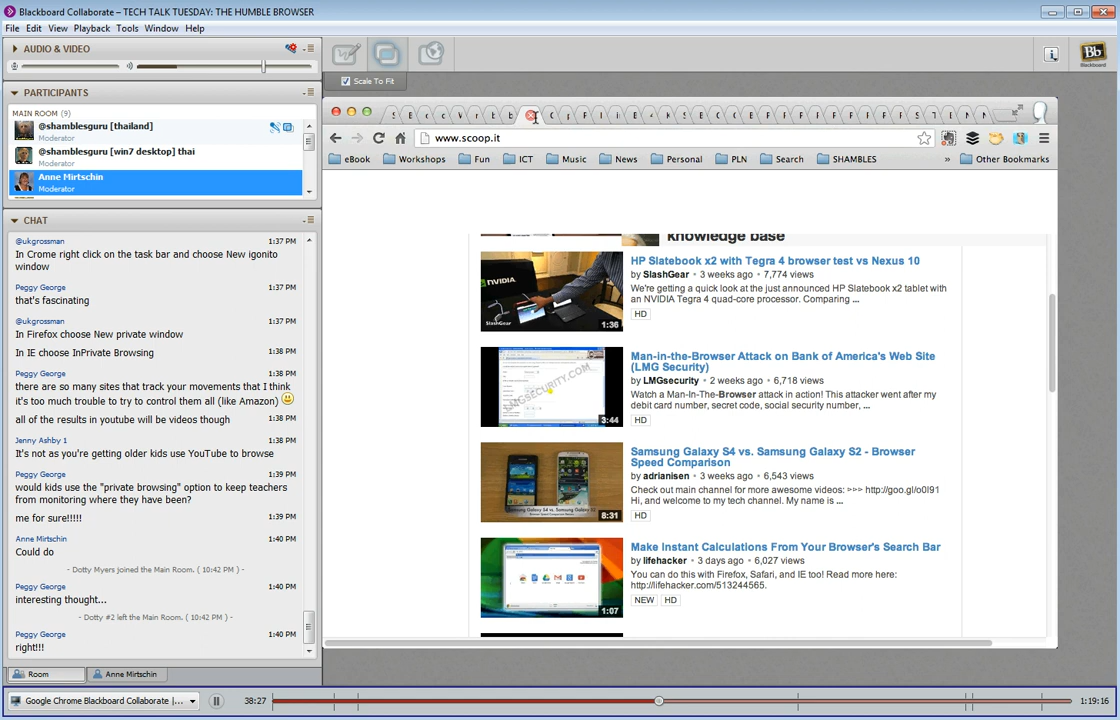 Blackboard Collaborate – TECH TALK TUESDAY: THE HUMBLE BROWSER
File Edit View Playback Tools Window Help
AUDIO & VIDEO
PARTICIPANTS
MAIN ROOM (9)
@shamblesguru [thailand]
Moderator
@shamblesguru [win7 desktop] thai
Moderator
Anne Mirtschin
Moderator
CHAT
@ukgrossman 1:37 PM
In Crome right click on the task bar and choose New igonito
window
Peggy George 1:37 PM
that's fascinating
@ukgrossman 1:37 PM
In Firefox choose New private window
In IE choose InPrivate Browsing 1:38 PM
Peggy George 1:38 PM
there are so many sites that track your movements that I think
it's too much trouble to try to control them all (like Amazon)
all of the results in youtube will be videos though 1:38 PM
Jenny Ashby 1 1:38 PM
It's not as you're getting older kids use YouTube to browse
Peggy George 1:39 PM
would kids use the "private browsing" option to keep teachers
from monitoring where they have been?
me for sure!!!!! 1:39 PM
Anne Mirtschin 1:40 PM
Could do
- Dotty Myers joined the Main Room. ( 10:42 PM ) -
Peggy George 1:40 PM
interesting thought...
- Dotty #2 left the Main Room. ( 10:42 PM ) -
Peggy George 1:40 PM
right!!!
Room Anne Mirtschin
Scale To Fit
Bb
Blackboard
www.scoop.it
eBook Workshops Fun ICT Music News Personal PLN Search SHAMBLES » Other Bookmarks
knowledge base
HP Slatebook x2 with Tegra 4 browser test vs Nexus 10
by SlashGear • 3 weeks ago • 7,774 views
We're getting a quick look at the just announced HP Slatebook x2 tablet with
an NVIDIA Tegra 4 quad-core processor. Comparing ...
HD
NVIDIA
SlashGear
1:36
Man-in-the-Browser Attack on Bank of America's Web Site
(LMG Security)
by LMGsecurity • 2 weeks ago • 6,718 views
Watch a Man-In-The-Browser attack in action! This attacker went after my
debit card number, secret code, social security number, ...
HD
LMGSECURITY.COM
3:44
Samsung Galaxy S4 vs. Samsung Galaxy S2 - Browser
Speed Comparison
by adrianisen • 3 weeks ago • 6,543 views
Check out main channel for more awesome videos: >>> http://goo.gl/o0I91
Hi, and welcome to my tech channel. My name is ...
HD
8:31
Make Instant Calculations From Your Browser's Search Bar
by lifehacker • 3 days ago • 6,027 views
You can do this with Firefox, Safari, and IE too! Read more here:
http://lifehacker.com/513244565.
NEW HD
1:07
Google Chrome Blackboard Collaborate |... 38:27 1:19:16